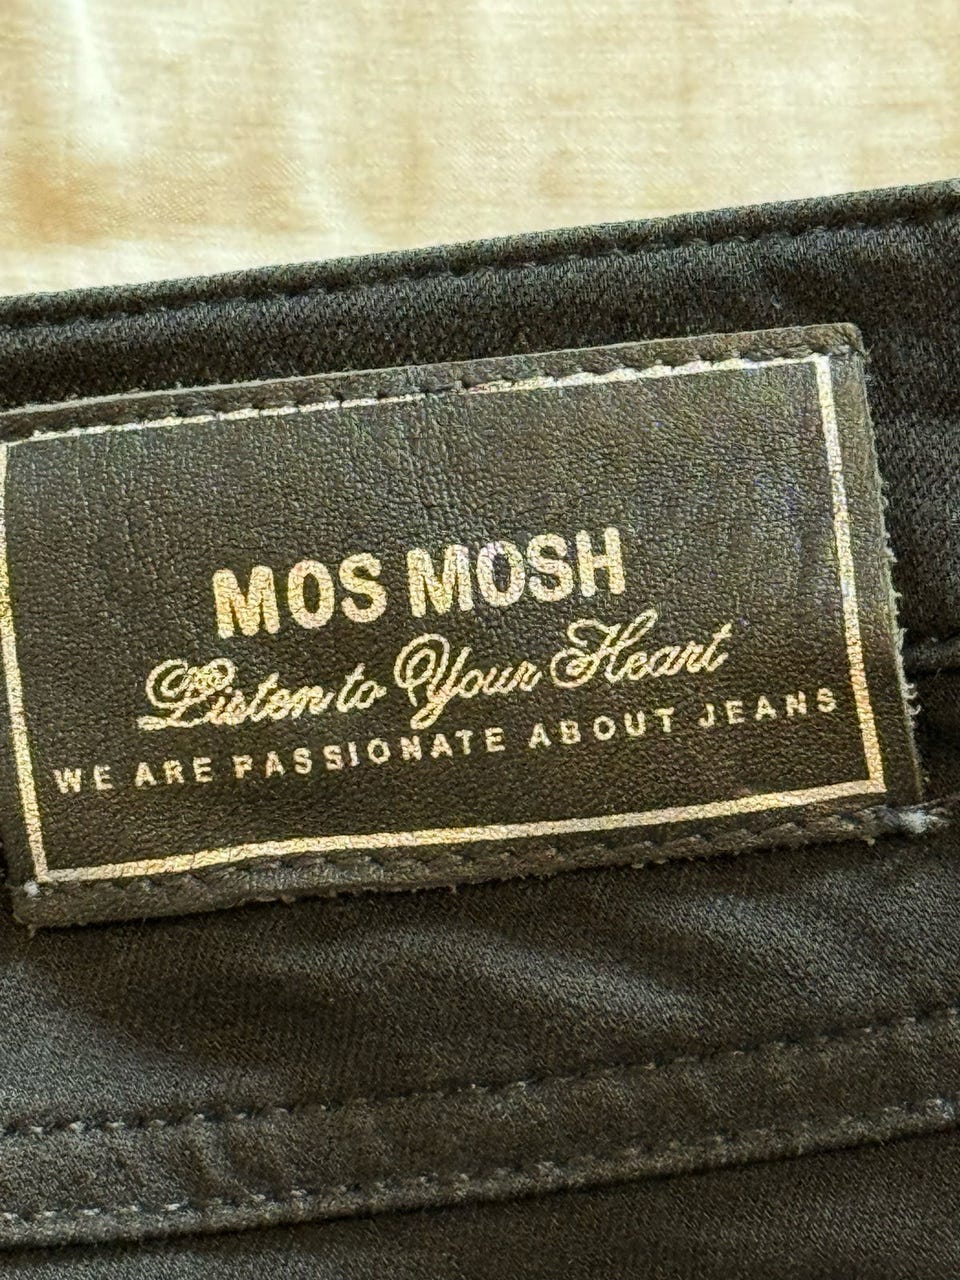 MOS MOSH
Listen to Your Heart
WE ARE PASSIONATE ABOUT JEANS